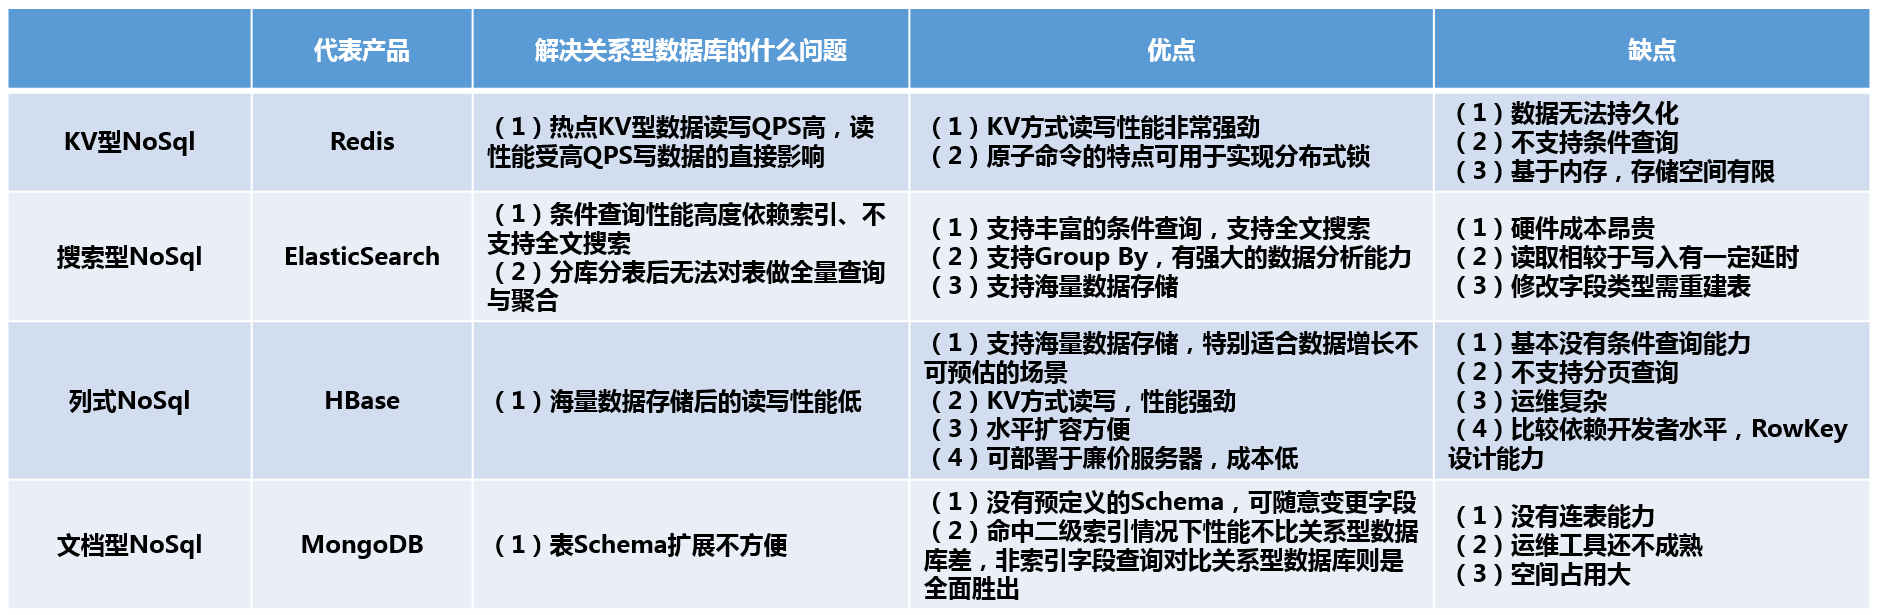 代表产品
解决关系型数据库的什么问题
优点
缺点
KV型NoSql
Redis
（1）热点KV型数据读写QPS高，读
性能受高QPS写数据的直接影响
（1）KV方式读写性能非常强劲
（2）原子命令的特点可用于实现分布式锁
（1）数据无法持久化
（2）不支持条件查询
（3）基于内存，存储空间有限
搜索型NoSql
ElasticSearch
（1）条件查询性能高度依赖索引、不
支持全文搜索
（2）分库分表后无法对表做全量查询
与聚合
（1）支持丰富的条件查询，支持全文搜索
（2）支持Group By，有强大的数据分析能力
（3）支持海量数据存储
（1）硬件成本昂贵
（2）读取相较于写入有一定延时
（3）修改字段类型需重建表
列式NoSql
HBase
（1）海量数据存储后的读写性能低
（1）支持海量数据存储，特别适合数据增长不
可预估的场景
（2）KV方式读写，性能强劲
（3）水平扩容方便
（4）可部署于廉价服务器，成本低
（1）基本没有条件查询能力
（2）不支持分页查询
（3）运维复杂
（4）比较依赖开发者水平，RowKey
设计能力
文档型NoSql
MongoDB
（1）表Schema扩展不方便
（1）没有预定义的Schema，可随意变更字段
（2）命中二级索引情况下性能不比关系型数据
库差，非索引字段查询对比关系型数据库则是
全面胜出
（1）没有连表能力
（2）运维工具还不成熟
（3）空间占用大